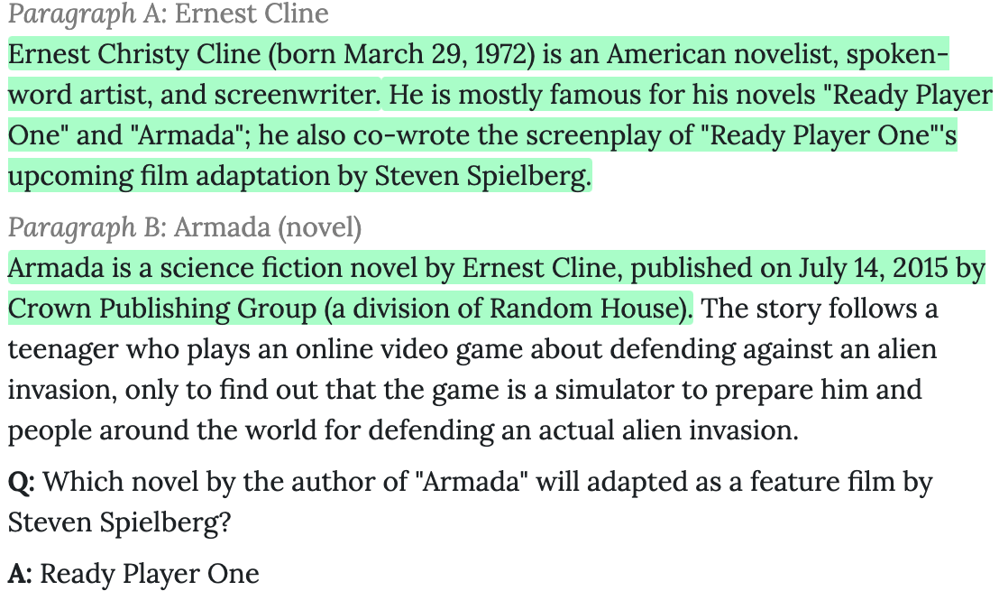 Paragraph A: Ernest Cline
Ernest Christy Cline (born March 29, 1972) is an American novelist, spoken-
word artist, and screenwriter. He is mostly famous for his novels "Ready Player
One" and "Armada"; he also co-wrote the screenplay of "Ready Player One"'s
upcoming film adaptation by Steven Spielberg.
Paragraph B: Armada (novel)
Armada is a science fiction novel by Ernest Cline, published on July 14, 2015 by
Crown Publishing Group (a division of Random House). The story follows a
teenager who plays an online video game about defending against an alien
invasion, only to find out that the game is a simulator to prepare him and
people around the world for defending an actual alien invasion.
Q: Which novel by the author of "Armada" will adapted as a feature film by
Steven Spielberg?
A: Ready Player One